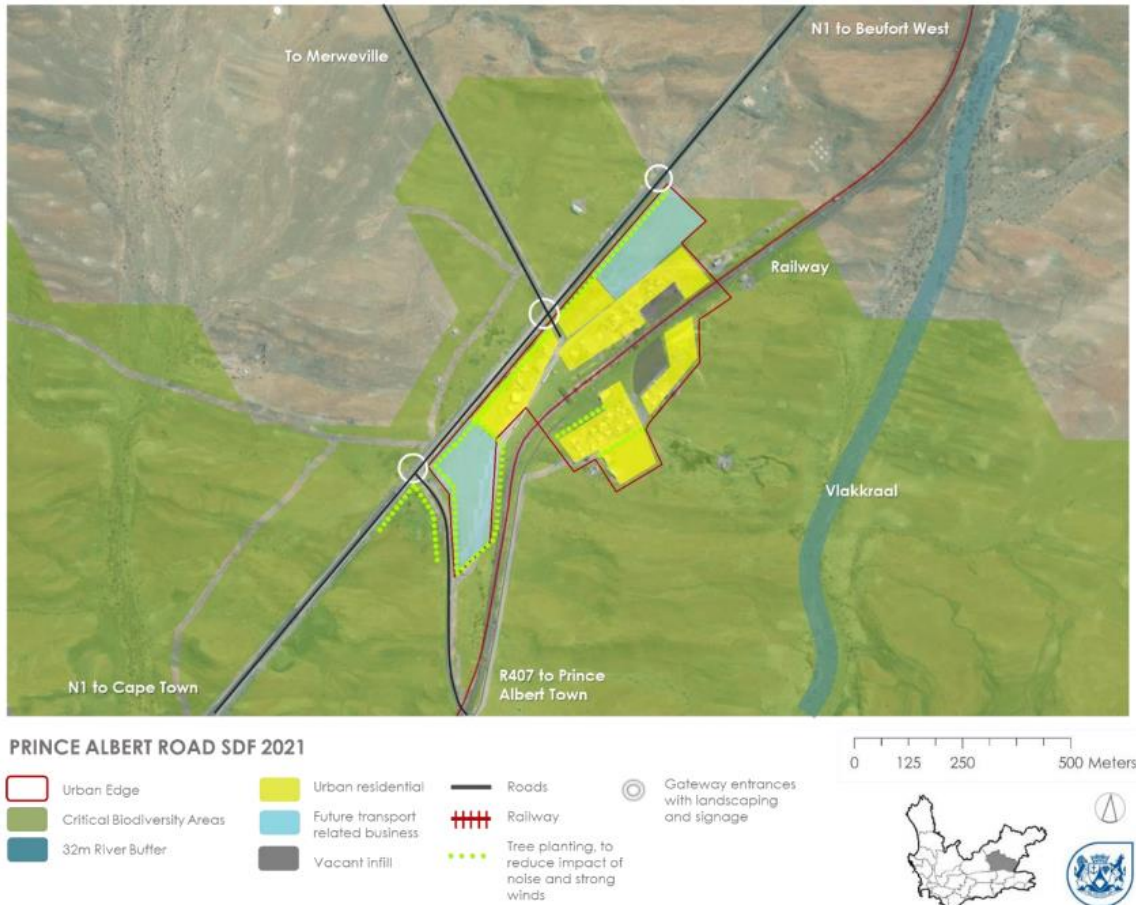 N1 to Beufort West
To Merweville
Railway
Vlakkraal
N1 to Cape Town
R407 to Prince
Albert Town
PRINCE ALBERT ROAD SDF 2021
Urban Edge
Critical Biodiversity Areas
32m River Buffer
Urban residential
Future transport
related business
Vacant infill
Roads
Railway
Tree planting, to
reduce impact of
noise and strong
winds
Gateway entrances
with landscaping
and signage
0 125 250 500 Meters